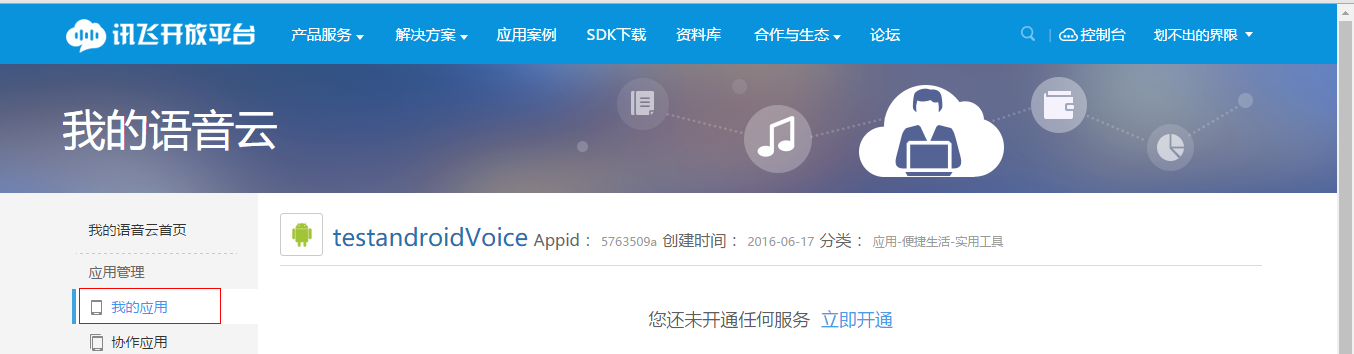 讯飞开放平台 产品服务 解决方案 应用案例 SDK下载 资料库 合作与生态 论坛 控制台 划不出的界限
我的语音云
我的语音云首页
应用管理
我的应用
协作应用
testandroidVoice Appid： 5763509a 创建时间： 2016-06-17 分类： 应用-便捷生活-实用工具
您还未开通任何服务 立即开通